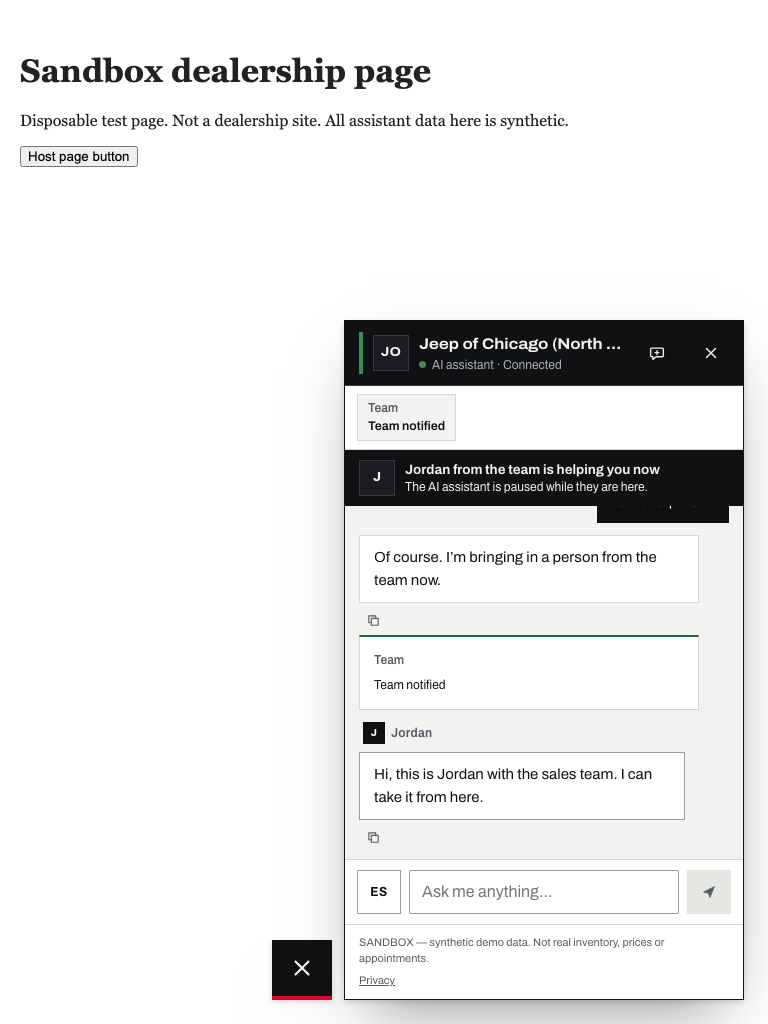 Sandbox dealership page
Disposable test page. Not a dealership site. All assistant data here is synthetic.
Host page button
JO
Jeep of Chicago (North ...
AI assistant · Connected
Team
Team notified
J
Jordan from the team is helping you now
The AI assistant is paused while they are here.
Of course. I’m bringing in a person from the
team now.
Team
Team notified
J
Jordan
Hi, this is Jordan with the sales team. I can
take it from here.
ES
Ask me anything...
SANDBOX — synthetic demo data. Not real inventory, prices or
appointments.
Privacy